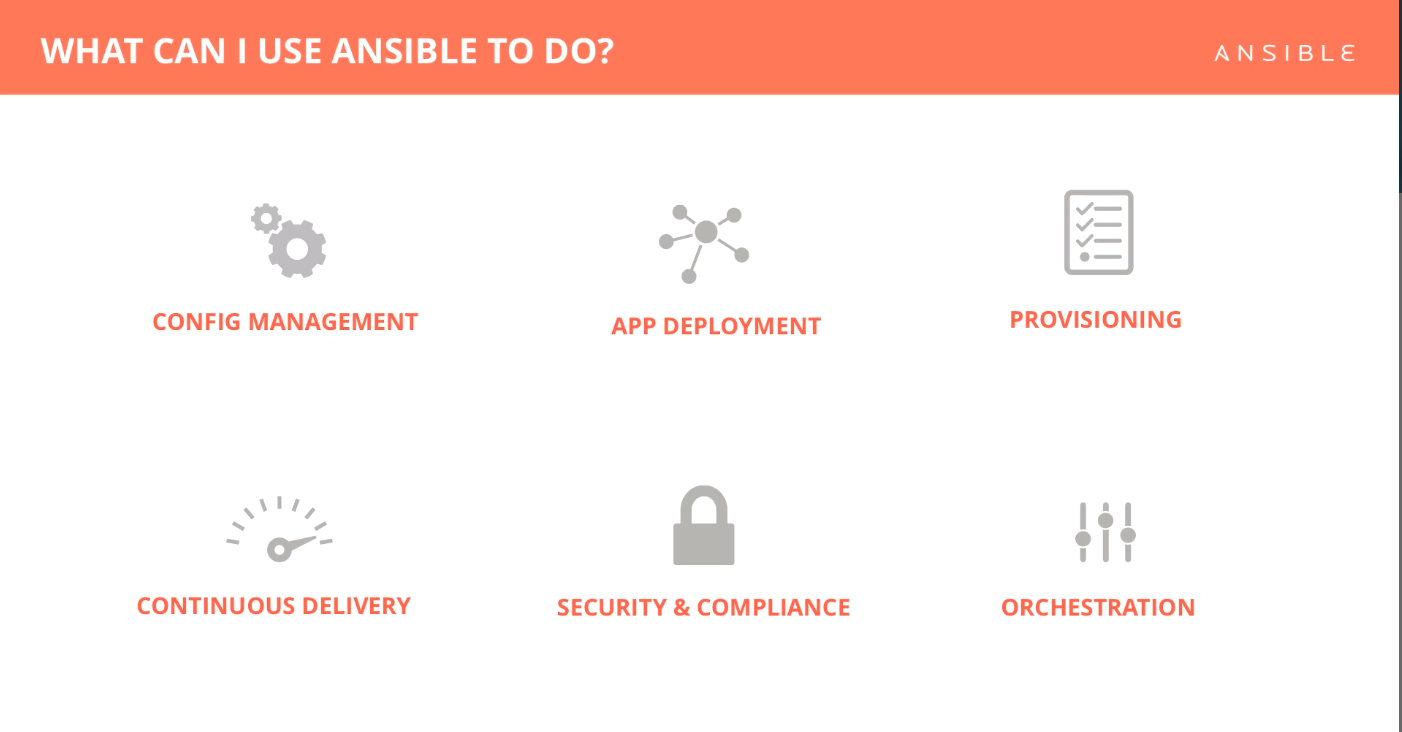 WHAT CAN I USE ANSIBLE TO DO?
ANSIBLE
CONFIG MANAGEMENT
APP DEPLOYMENT
PROVISIONING
CONTINUOUS DELIVERY
SECURITY & COMPLIANCE
ORCHESTRATION